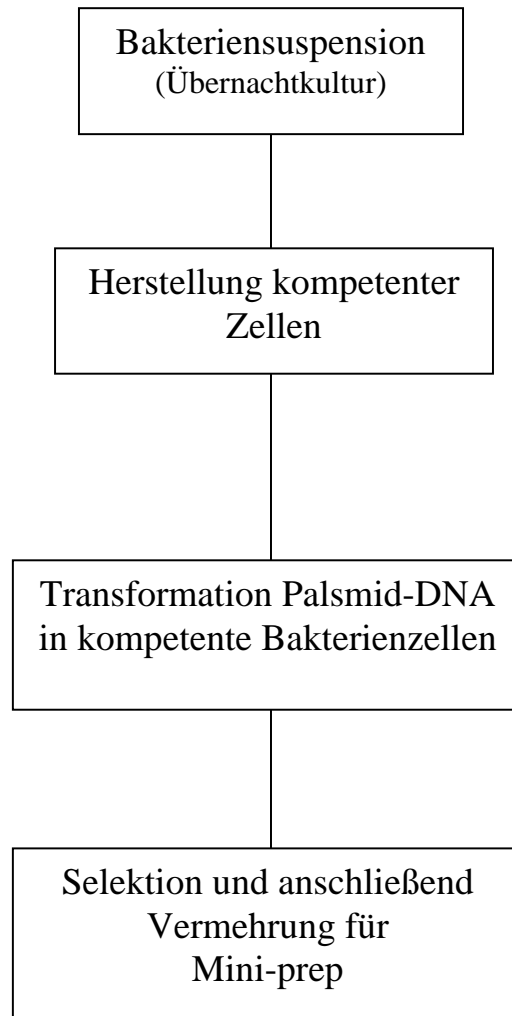 Bakteriensuspension
(Übernachtkultur)
Herstellung kompetenter
Zellen
Transformation Palsmid-DNA
in kompetente Bakterienzellen
Selektion und anschließend
Vermehrung für
Mini-prep